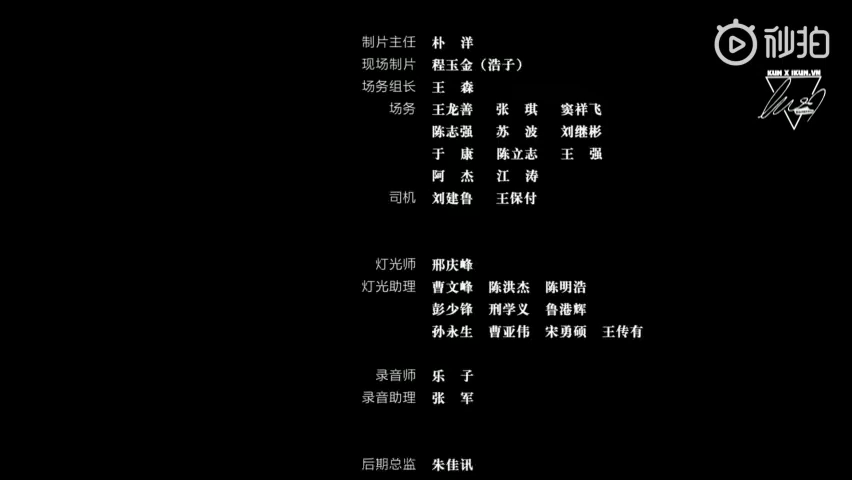 秒拍
KUN X IKUN.VN
制片主任 朴 洋
现场制片 程玉金（浩子）
场务组长 王 森
场务 王龙善 张 琪 窦祥飞
陈志强 苏 波 刘继彬
于 康 陈立志 王 强
阿 杰 江 涛
司机 刘建鲁 王保付
灯光师 邢庆峰
灯光助理 曹文峰 陈洪杰 陈明浩
彭少锋 刑学义 鲁港辉
孙永生 曹亚伟 宋勇硕 王传有
录音师 乐 子
录音助理 张 军
后期总监 朱佳讯